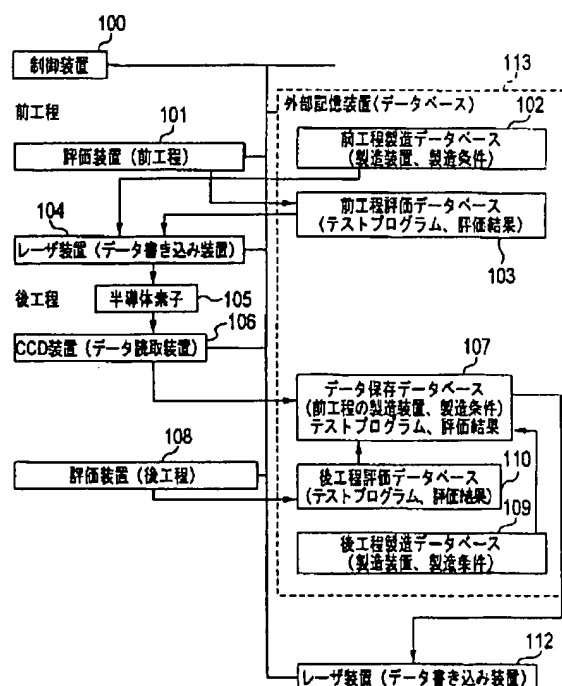 100
制御装置
113
前工程
外部記憶装置(データベース)
101
102
評価装置(前工程)
前工程製造データベース
(製造装置、製造条件)
104
前工程評価データベース
(テストプログラム、評価結果)
レーザ装置(データ書き込み装置)
103
後工程
半導体素子
105
106
CCD装置(データ読取装置)
107
データ保存データベース
(前工程の製造装置、製造条件)
テストプログラム、評価結果
108
評価装置(後工程)
110
後工程評価データベース
(テストプログラム、評価結果)
109
後工程製造データベース
(製造装置、製造条件)
112
レーザ装置(データ書き込み装置)